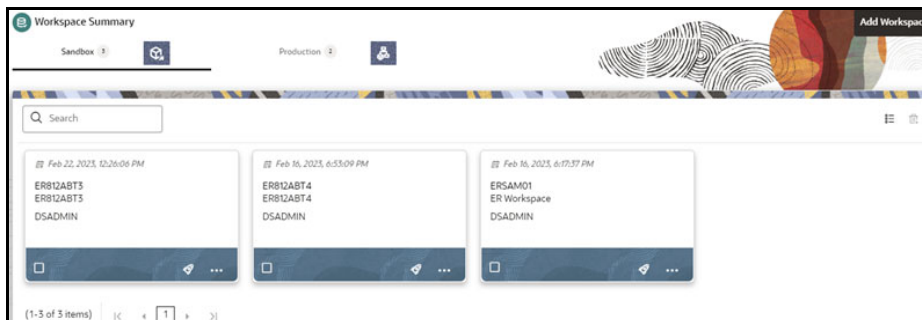 Workspace Summary
Add Workspac
Sandbox 3
Production 2
Search
Feb 22, 2023, 12:26:06 PM
ER812ABT3
ER812ABT3
DSADMIN
Feb 16, 2023, 6:53:09 PM
ER812ABT4
ER812ABT4
DSADMIN
Feb 16, 2023, 6:17:37 PM
ERSAM01
ER Workspace
DSADMIN
(1-3 of 3 items) 1